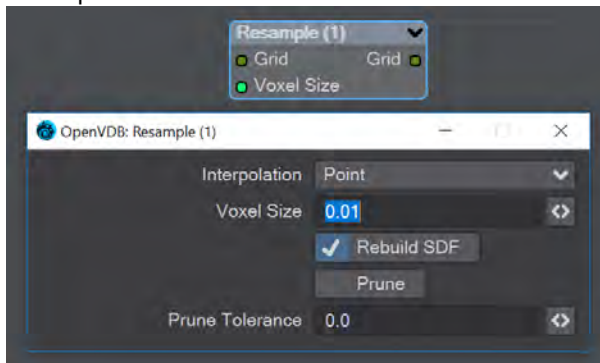 Resample (1)
Grid Grid
Voxel Size
OpenVDB: Resample (1)
Interpolation Point
Voxel Size 0.01
Rebuild SDF
Prune
Prune Tolerance 0.0